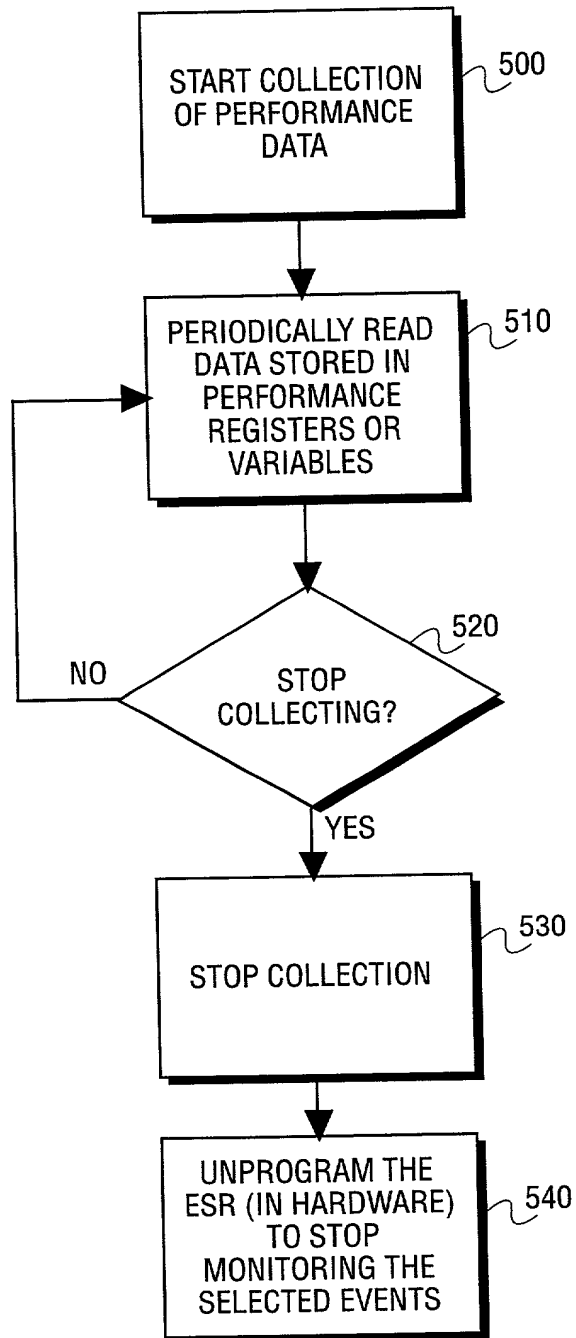 START COLLECTION
OF PERFORMANCE
DATA
500
PERIODICALLY READ
DATA STORED IN
PERFORMANCE
REGISTERS OR
VARIABLES
510
STOP
COLLECTING?
520
NO
YES
STOP COLLECTION
530
UNPROGRAM THE
ESR (IN HARDWARE)
TO STOP
MONITORING THE
SELECTED EVENTS
540